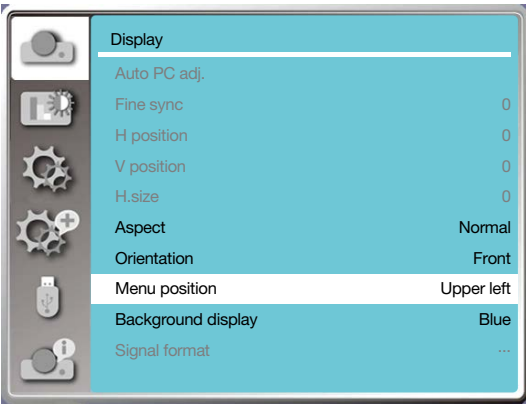 Display
Auto PC adj.
Fine sync 0
H position 0
V position 0
H.size 0
Aspect Normal
Orientation Front
Menu position Upper left
Background display Blue
Signal format ...